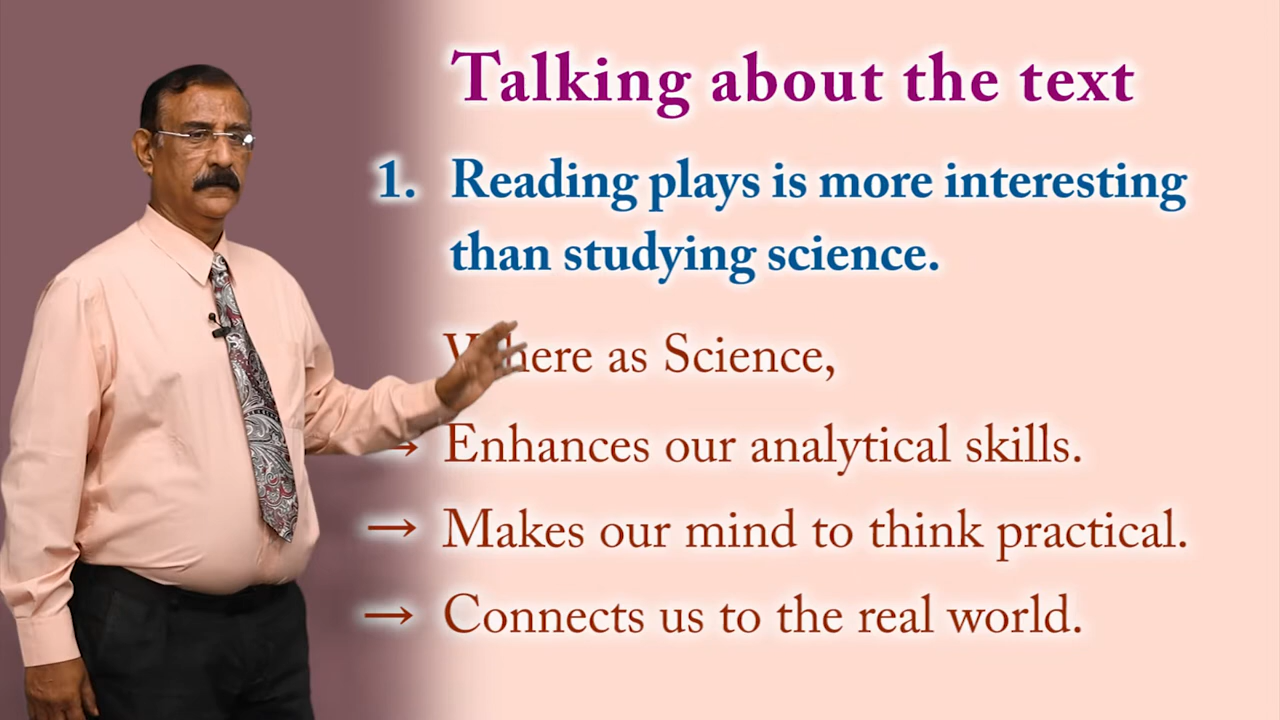 Talking about the text
1. Reading plays is more interesting
than studying science.
Where as Science,
→ Enhances our analytical skills.
→ Makes our mind to think practical.
→ Connects us to the real world.